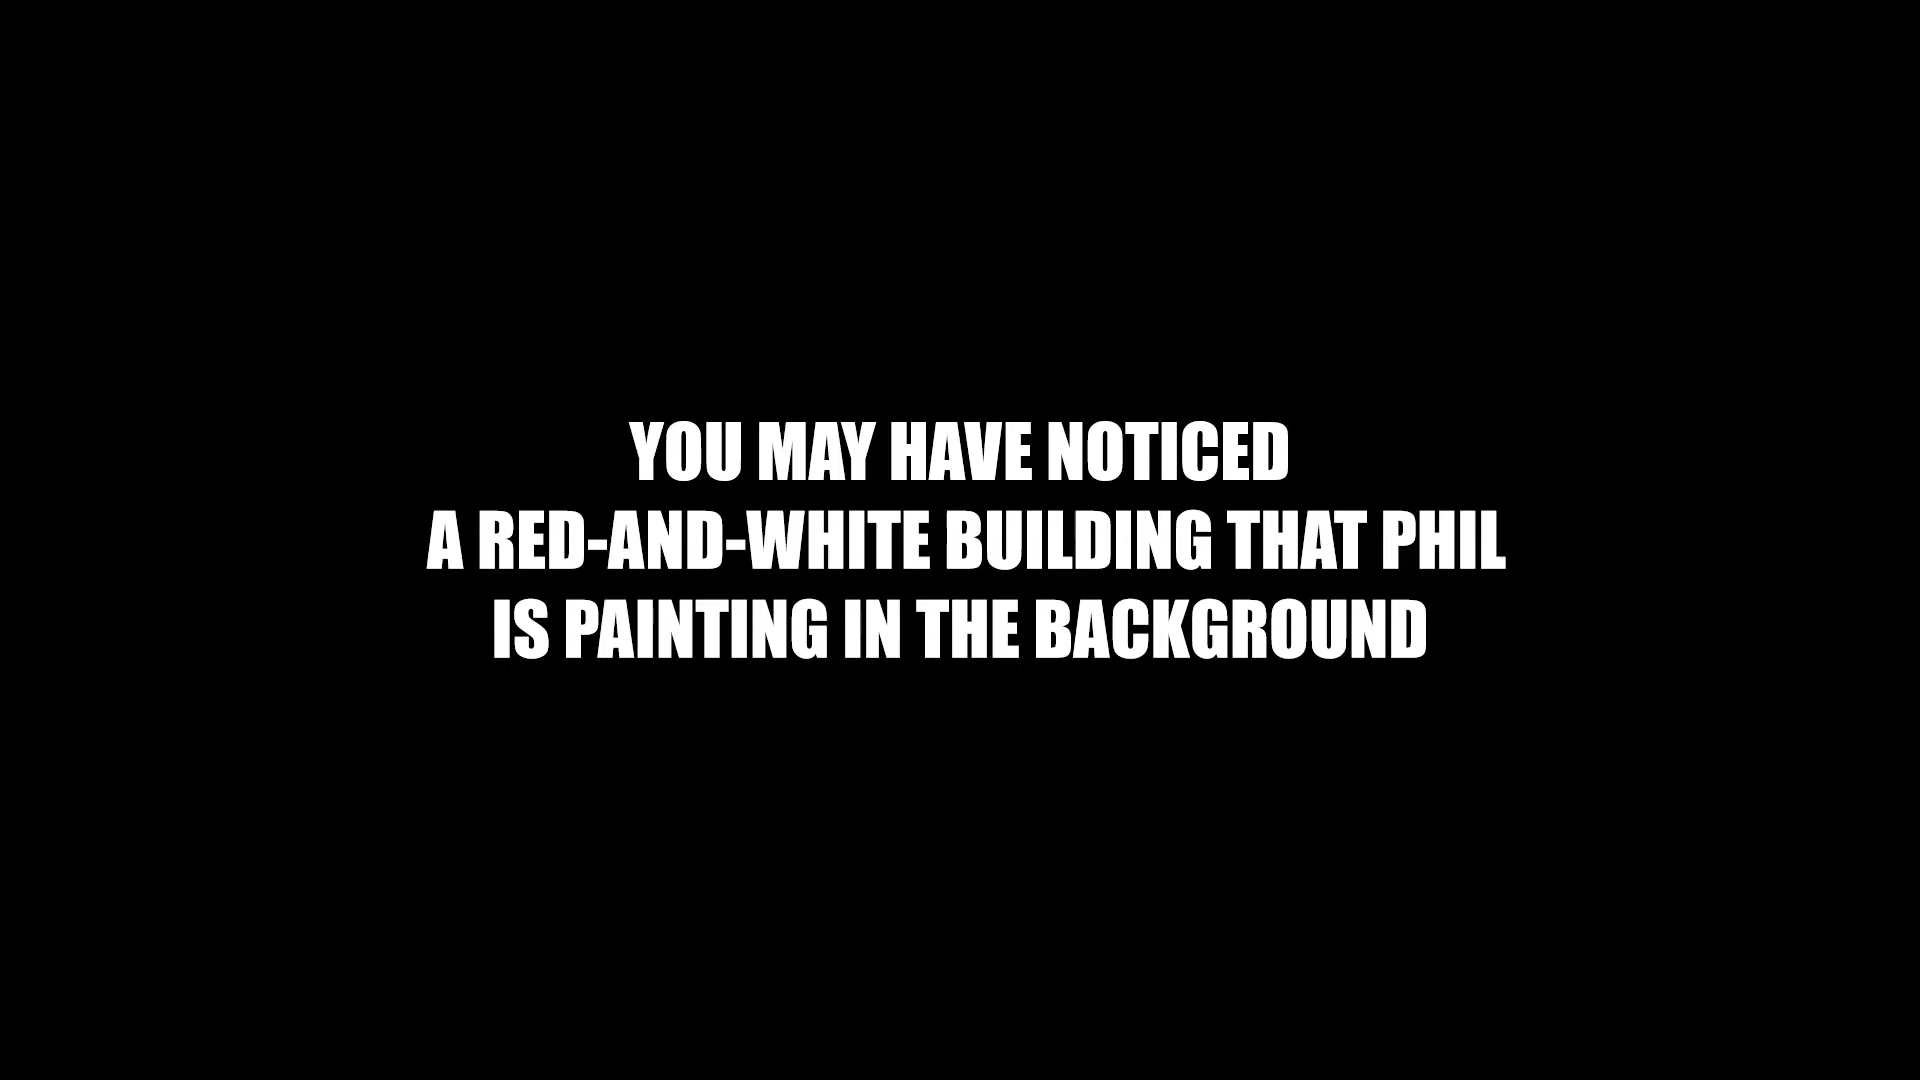 YOU MAY HAVE NOTICED
A RED-AND-WHITE BUILDING THAT PHIL
IS PAINTING IN THE BACKGROUND